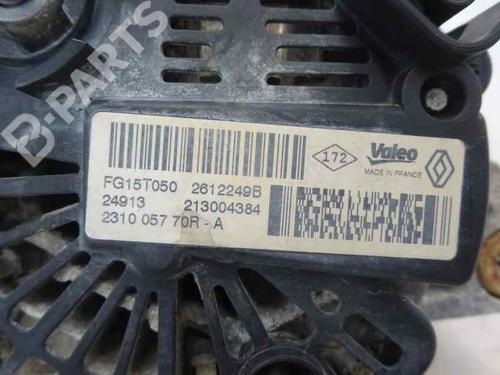 B-PARTS
172
Valeo
MADE IN FRANCE
FG15T050 2612249B
24913 213004384
2310 057 70R - A